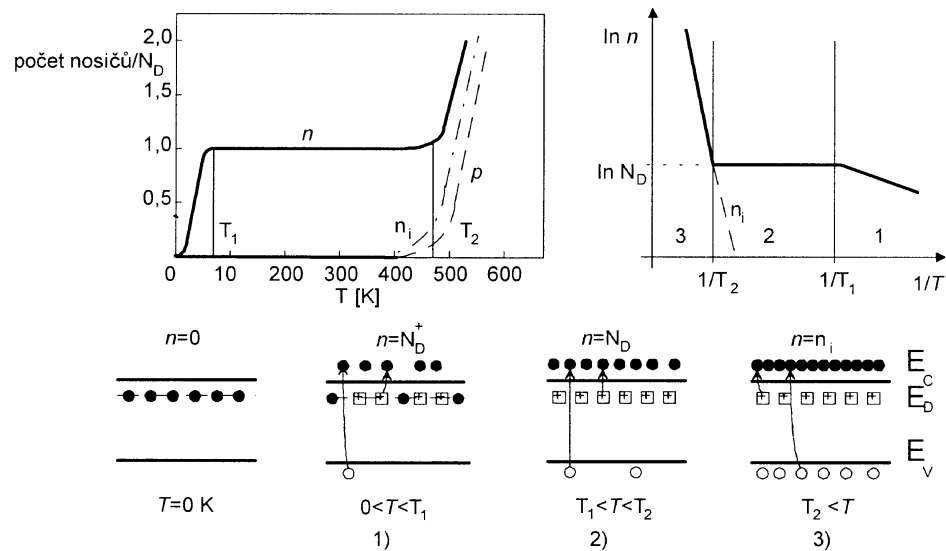 počet nosičů/N_D
2,0
1,5
1,0
0,5
n
T_1
n_i
T_2
p
0 10 200 300 400 500 600
T [K]
ln n
ln N_D
n_i
3 2 1
1/T_2 1/T_1 1/T
n=0 n=N_D^+ n=N_D n=n_i
E_C
+ + + + + + + + + + + + + + + + E_D
E_V
T=0 K 0<T<T_1 T_1<T<T_2 T_2<T
1) 2) 3)